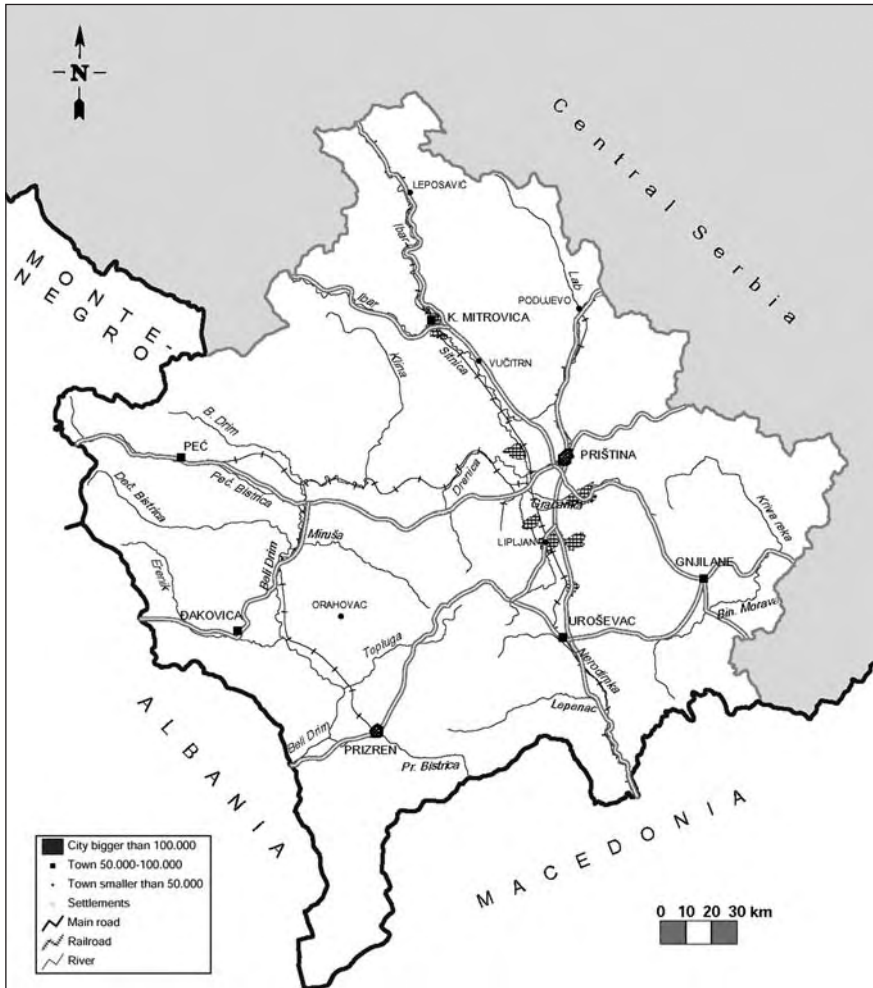 N
Central Serbia
LEPOSAVIĆ
Ibar
MONTE-
NEGRO
Lab
PODUJEVO
Ibar
K. MITROVICA
Sitnica
VUČITRN
Klina
B. Drim
PEĆ
PRIŠTINA
Peć. Bistrica
Drenica
Deč. Bistrica
Gračanka
Kriva reka
Miruša
LIPLJAN
Erenik
Beli Drim
GNJILANE
ĐAKOVICA
ORAHOVAC
Bin. Morava
UROŠEVAC
Topluga
Nerodimka
Lepenac
ALBANIA
Beli Drim
PRIZREN
Pr. Bistrica
MACEDONIA
City bigger than 100.000
Town 50.000-100.000
Town smaller than 50.000
Settlements
Main road
Railroad
River
0 10 20 30 km